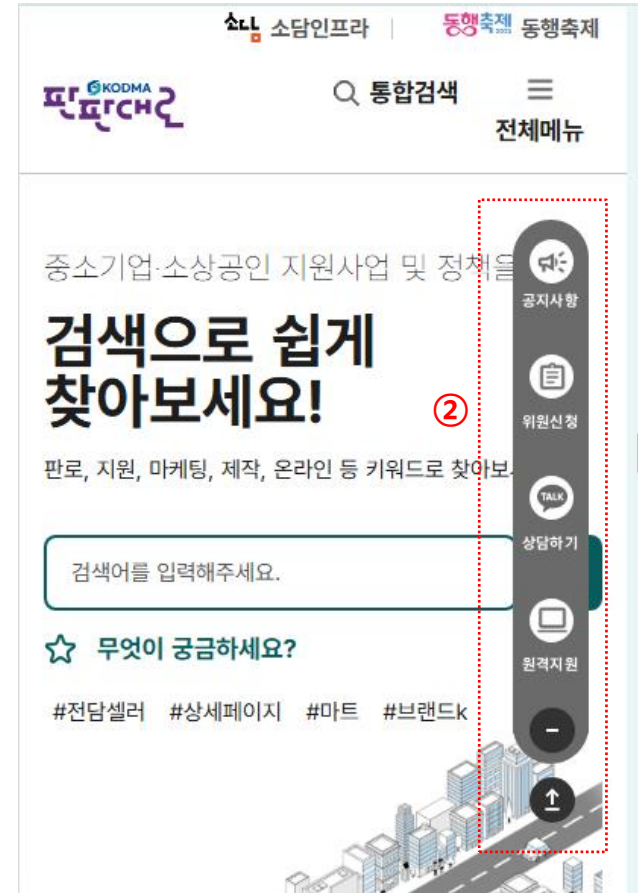 소담 소담인프라 | 동행축제 동행축제
KODMA
판판대로
통합검색
전체메뉴
중소기업·소상공인 지원사업 및 정책을
검색으로 쉽게
찾아보세요!
판로, 지원, 마케팅, 제작, 온라인 등 키워드로 찾아보
검색어를 입력해주세요.
무엇이 궁금하세요?
#전담셀러 #상세페이지 #마트 #브랜드k
②
공지사항
위원신청
TALK
상담하기
원격지원